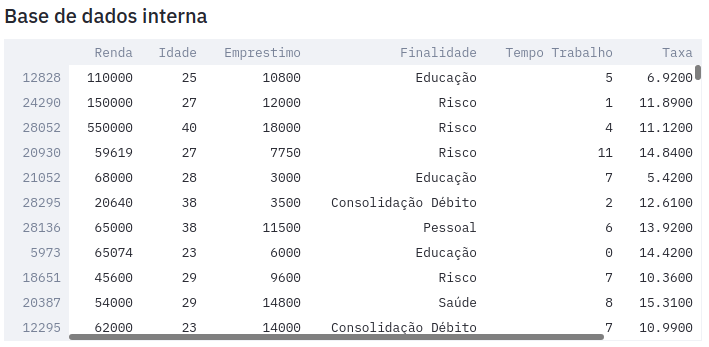 Base de dados interna
Renda Idade Emprestimo Finalidade Tempo Trabalho Taxa
12828 110000 25 10800 Educação 5 6.9200
24290 150000 27 12000 Risco 1 11.8900
28052 550000 40 18000 Risco 4 11.1200
20930 59619 27 7750 Risco 11 14.8400
21052 68000 28 3000 Educação 7 5.4200
28295 20640 38 3500 Consolidação Débito 2 12.6100
28136 65000 38 11500 Pessoal 6 13.9200
5973 65074 23 6000 Educação 0 14.4200
18651 45600 29 9600 Risco 7 10.3600
20387 54000 29 14800 Saúde 8 15.3100
12295 62000 23 14000 Consolidação Débito 7 10.9900